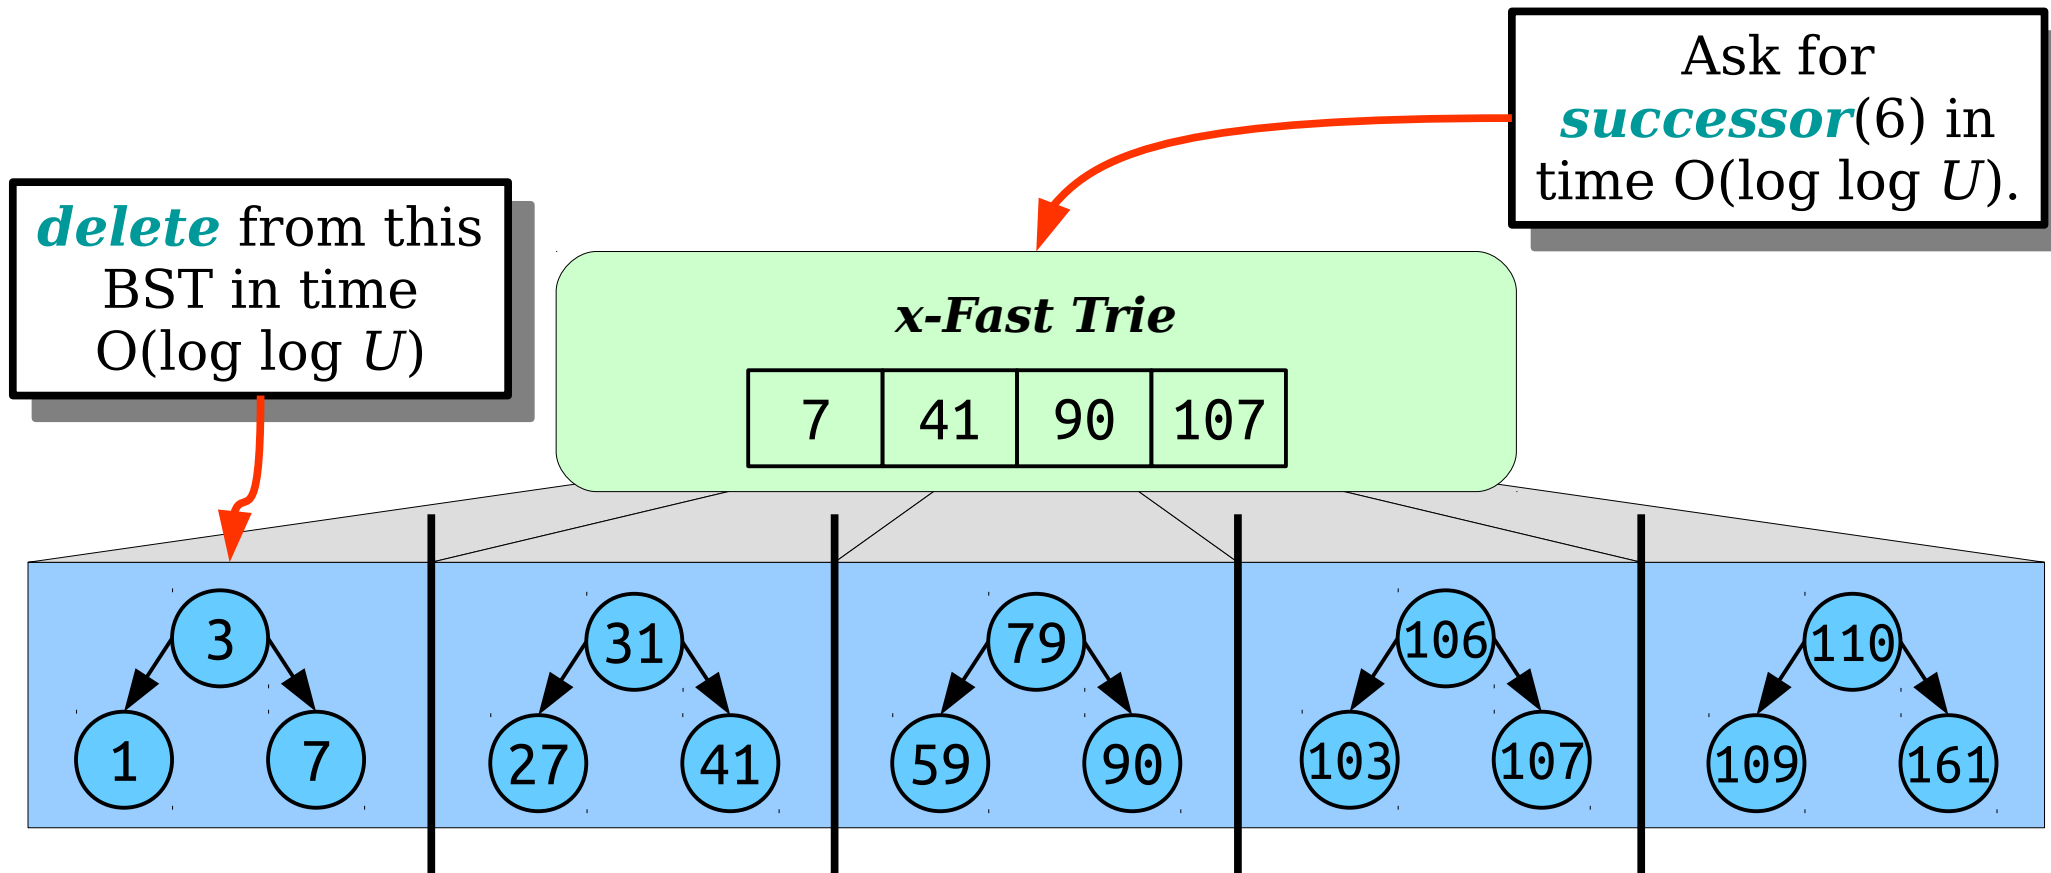 Ask for
successor(6) in
time O(log log U).
delete from this
BST in time
O(log log U)
x-Fast Trie
7 41 90 107
3 31 79 106 110
1 7 27 41 59 90 103 107 109 161